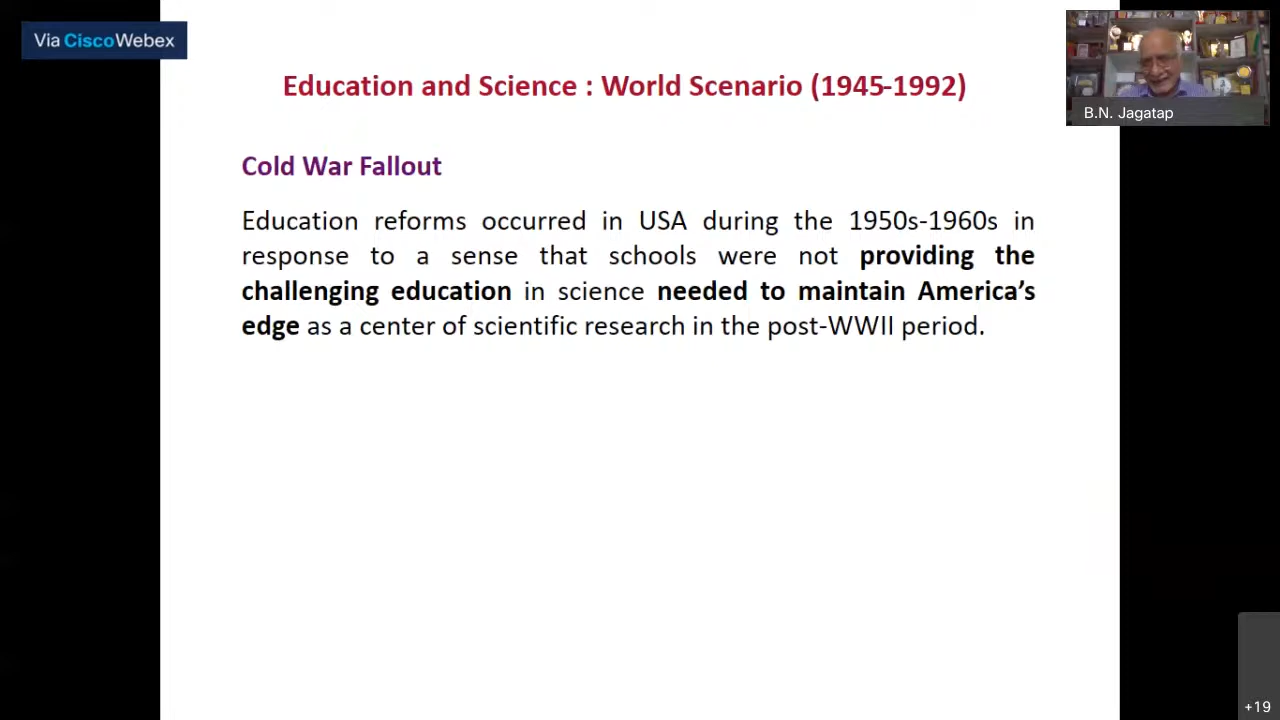 Via Cisco Webex
Education and Science : World Scenario (1945-1992)
B.N. Jagatap
Cold War Fallout
Education reforms occurred in USA during the 1950s-1960s in
response to a sense that schools were not providing the
challenging education in science needed to maintain America’s
edge as a center of scientific research in the post-WWII period.
+19